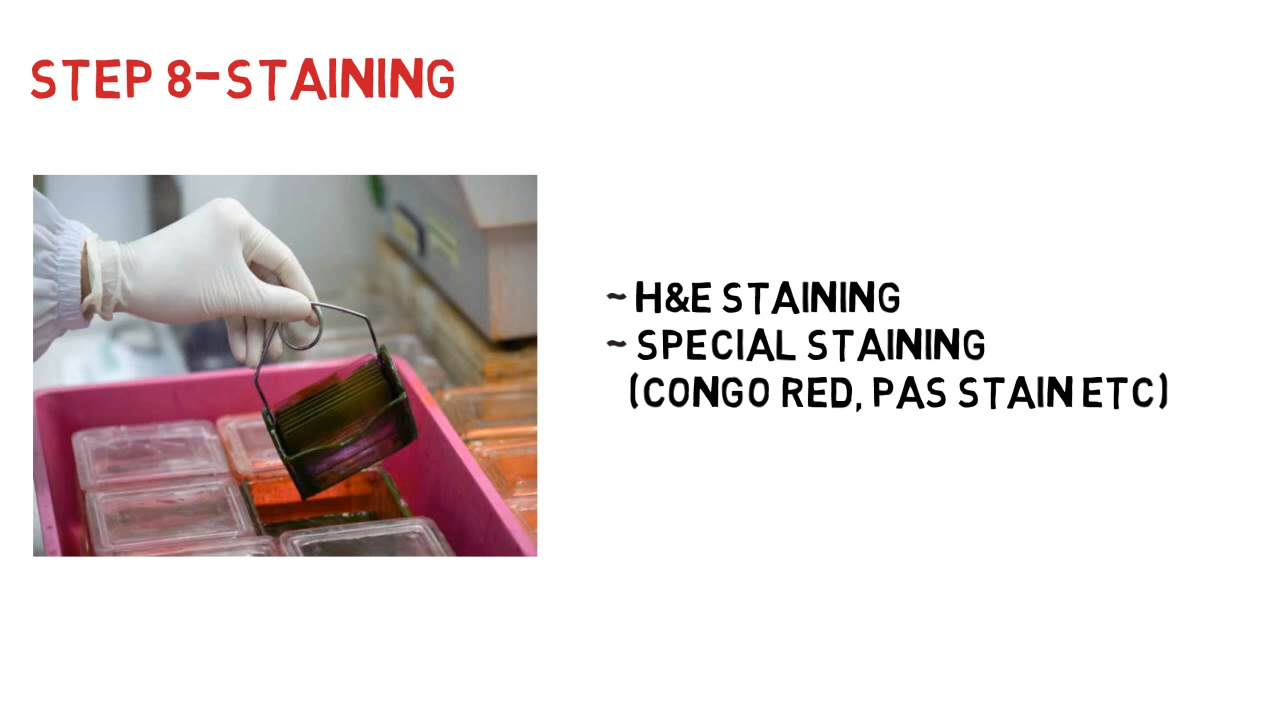 STEP 8-STAINING
~ H&E STAINING
~ SPECIAL STAINING
(CONGO RED, PAS STAIN ETC)